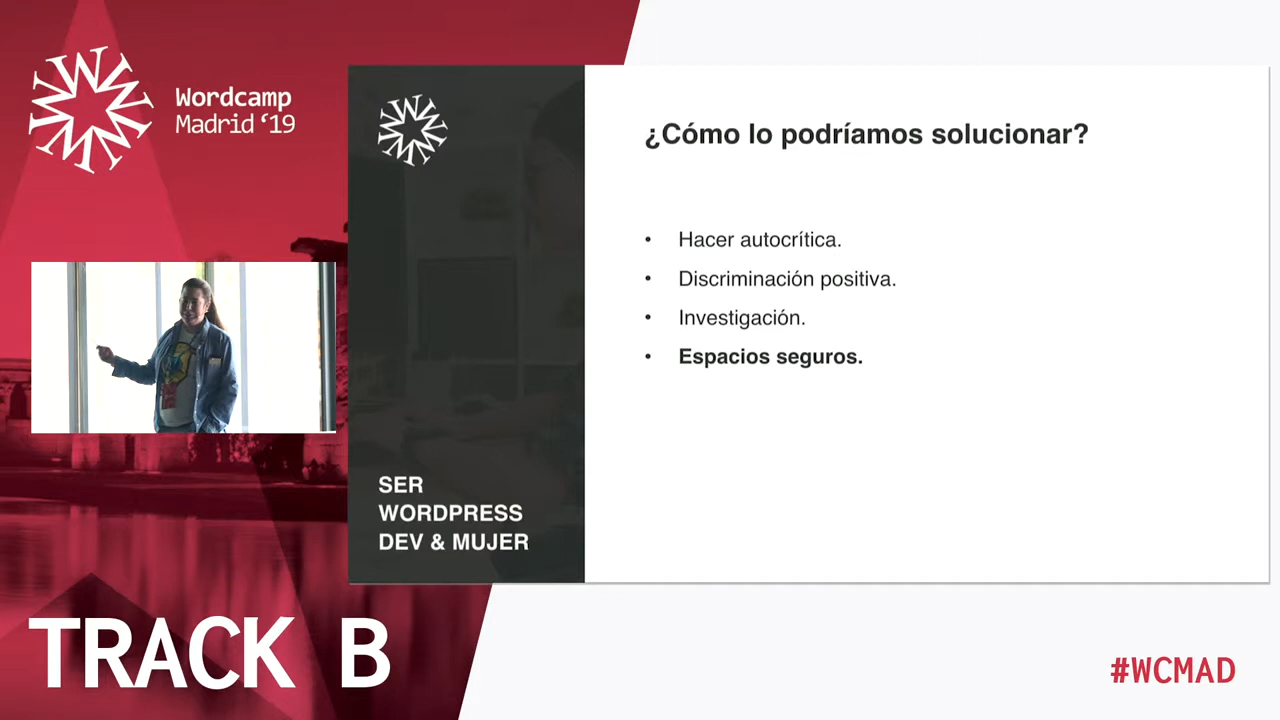 Wordcamp
Madrid ‘19
¿Cómo lo podríamos solucionar?
• Hacer autocrítica.
• Discriminación positiva.
• Investigación.
• Espacios seguros.
SER
WORDPRESS
DEV & MUJER
TRACK B
#WCMAD